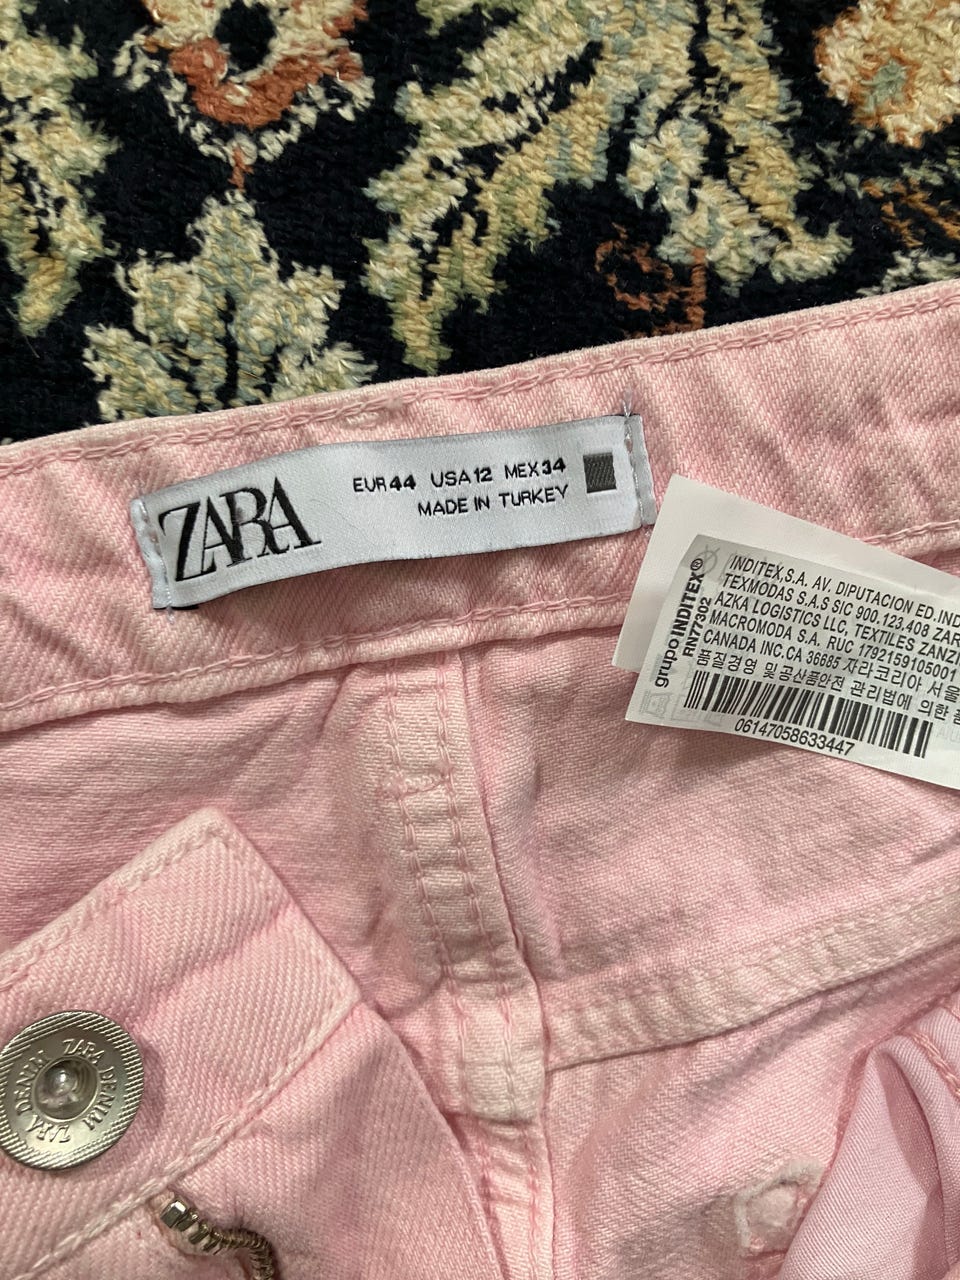 ZARA
EUR 44 USA 12 MEX 34
MADE IN TURKEY
grupo INDITEX®
RN77302
INDITEX,S.A. AV. DIPUTACION ED.IND
TEXMODAS S.A.S SIC 900.123.408 ZAR
AZKA LOGISTICS LLC, TEXTILES ZANZI
MACROMODA S.A. RUC 1792159105001
CANADA INC.CA 36685 자라코리아 서울
품질경영 및 공산품안전 관리법에 의한 품
06147058633447
ZARA DENIM ZARA DENIM